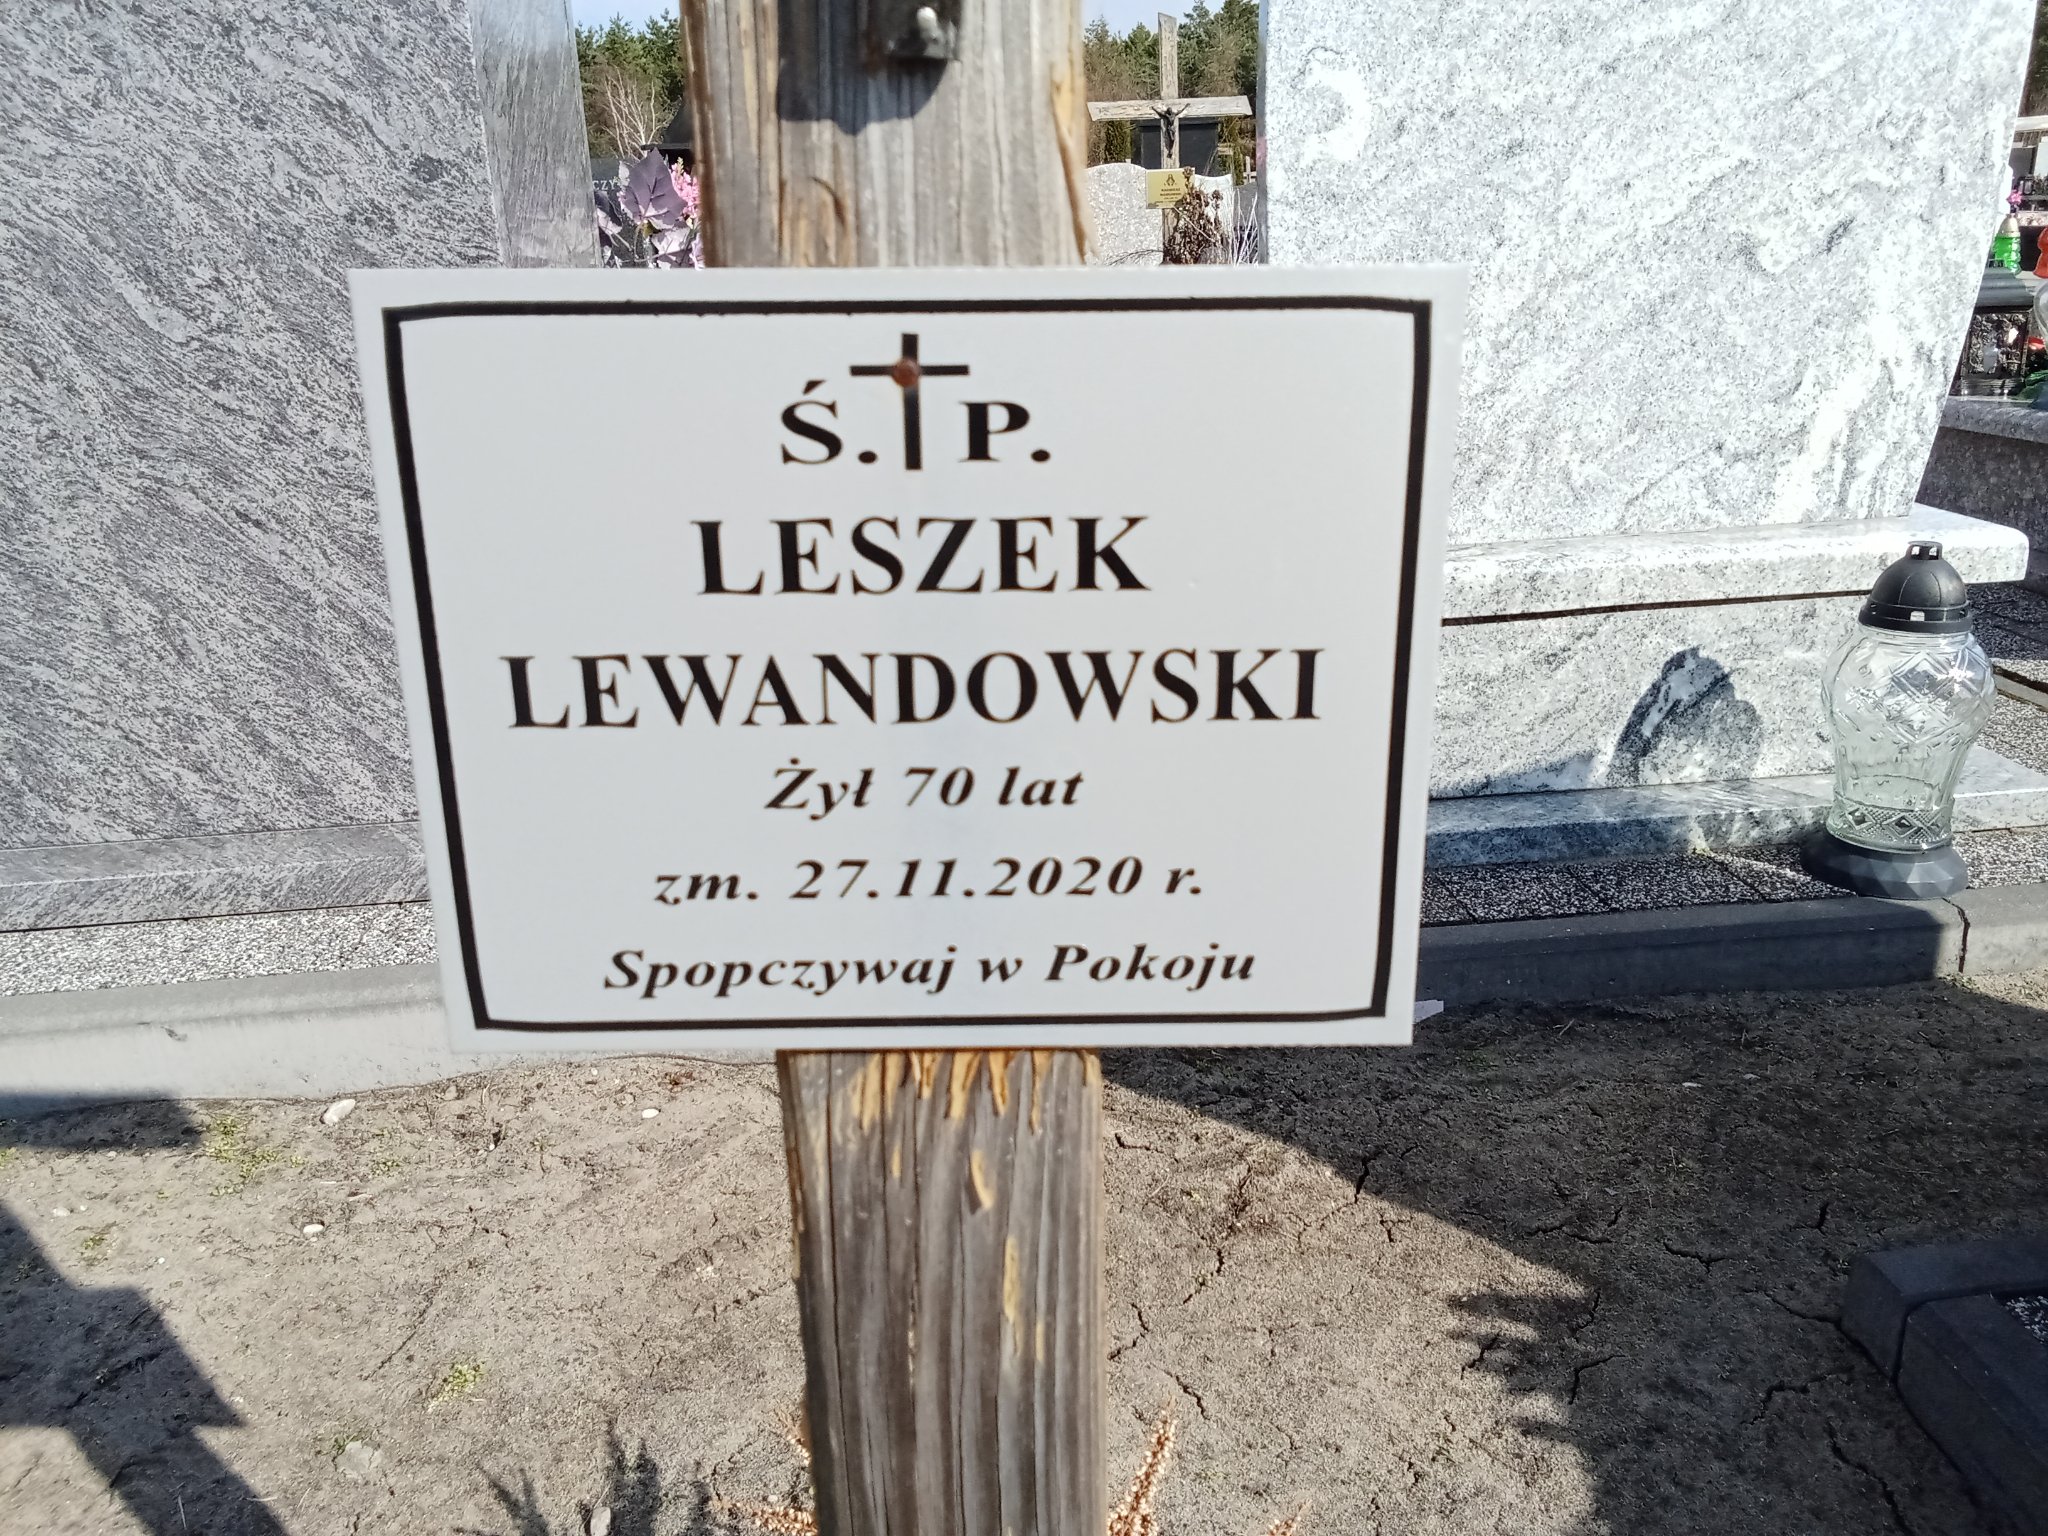 Ś. P.
LESZEK
LEWANDOWSKI
Żył 70 lat
zm. 27.11.2020 r.
Spopczywaj w Pokoju